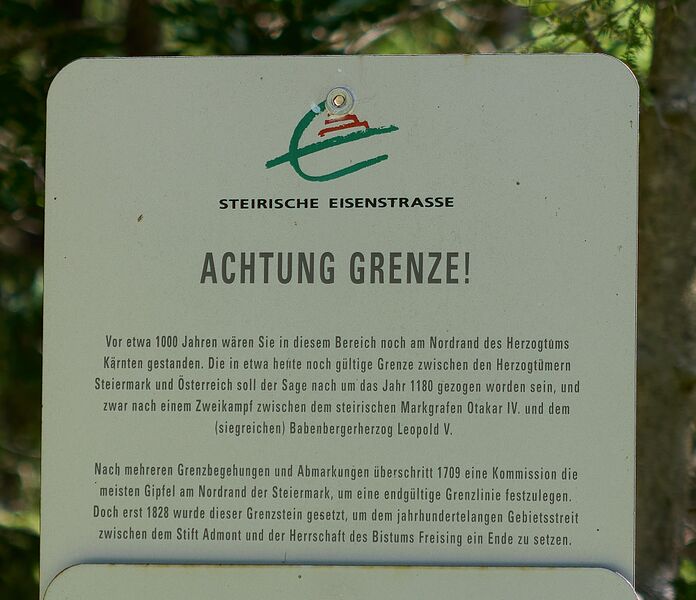 STEIRISCHE EISENSTRASSE
ACHTUNG GRENZE!
Vor etwa 1000 Jahren wären Sie in diesem Bereich noch am Nordrand des Herzogtums
Kärnten gestanden. Die in etwa heute noch gültige Grenze zwischen den Herzogtümern
Steiermark und Österreich soll der Sage nach um das Jahr 1180 gezogen worden sein, und
zwar nach einem Zweikampf zwischen dem steirischen Markgrafen Otakar IV. und dem
(siegreichen) Babenbergerherzog Leopold V.
Nach mehreren Grenzbegehungen und Abmarkungen überschritt 1709 eine Kommission die
meisten Gipfel am Nordrand der Steiermark, um eine endgültige Grenzlinie festzulegen.
Doch erst 1828 wurde dieser Grenzstein gesetzt, um dem jahrhundertelangen Gebietsstreit
zwischen dem Stift Admont und der Herrschaft des Bistums Freising ein Ende zu setzen.